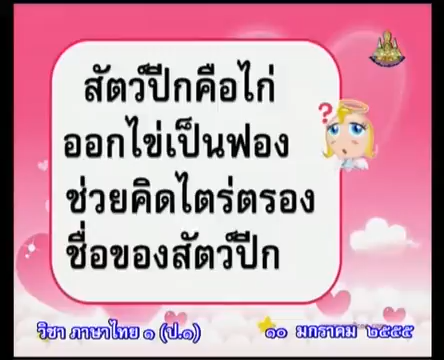 สัตว์ปีกคือไก่
ออกไข่เป็นฟอง
ช่วยคิดไตร่ตรอง
ชื่อของสัตว์ปีก
วิชา ภาษาไทย ๑ (ป.๑)
๑๐ มกราคม ๒๕๕๕